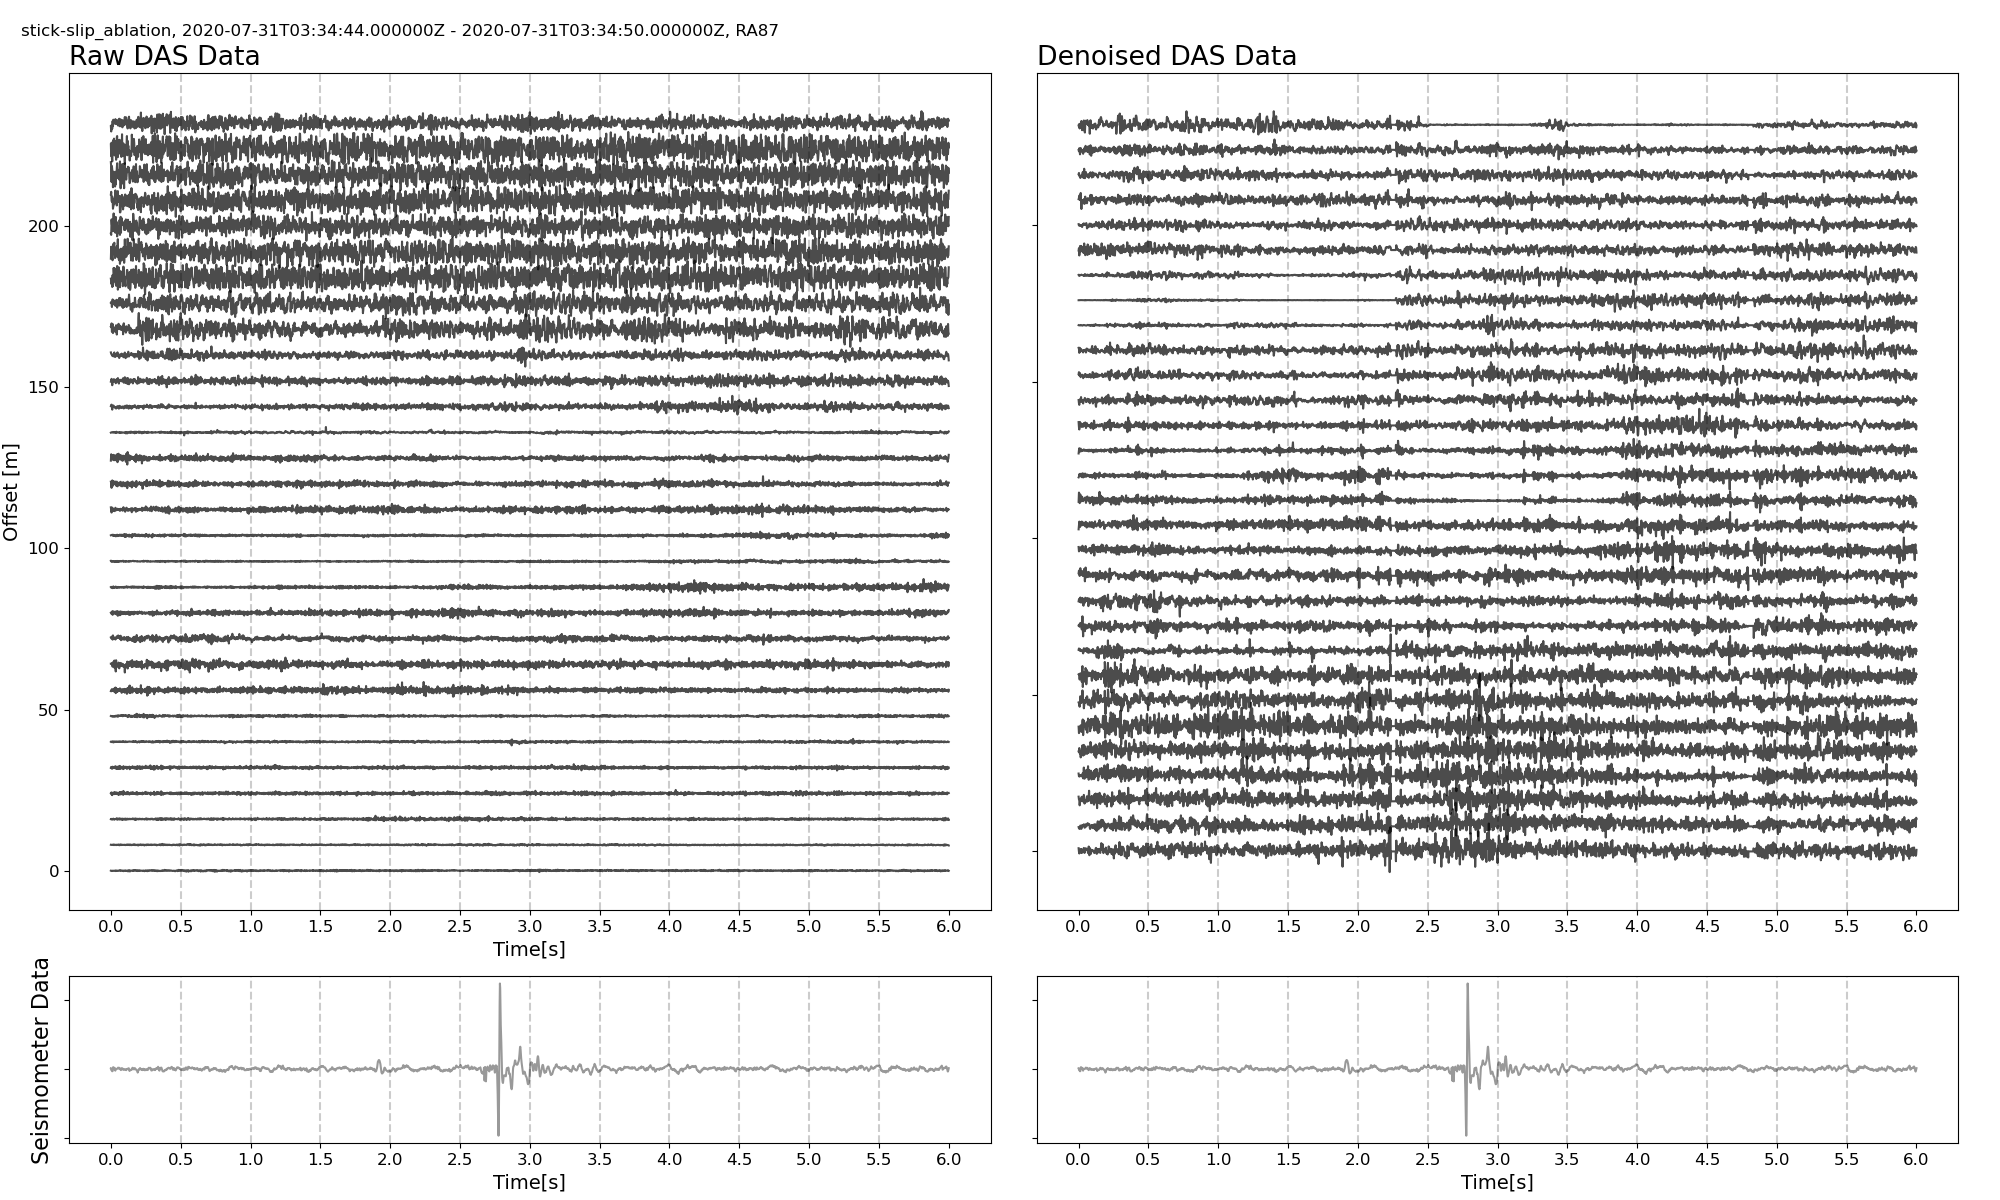 stick-slip_ablation, 2020-07-31T03:34:44.000000Z - 2020-07-31T03:34:50.000000Z, RA87
Raw DAS Data
Denoised DAS Data
Offset [m]
200
150
100
50
0
0.0 0.5 1.0 1.5 2.0 2.5 3.0 3.5 4.0 4.5 5.0 5.5 6.0
Time[s]
0.0 0.5 1.0 1.5 2.0 2.5 3.0 3.5 4.0 4.5 5.0 5.5 6.0
Seismometer Data
0.0 0.5 1.0 1.5 2.0 2.5 3.0 3.5 4.0 4.5 5.0 5.5 6.0
Time[s]
0.0 0.5 1.0 1.5 2.0 2.5 3.0 3.5 4.0 4.5 5.0 5.5 6.0
Time[s]